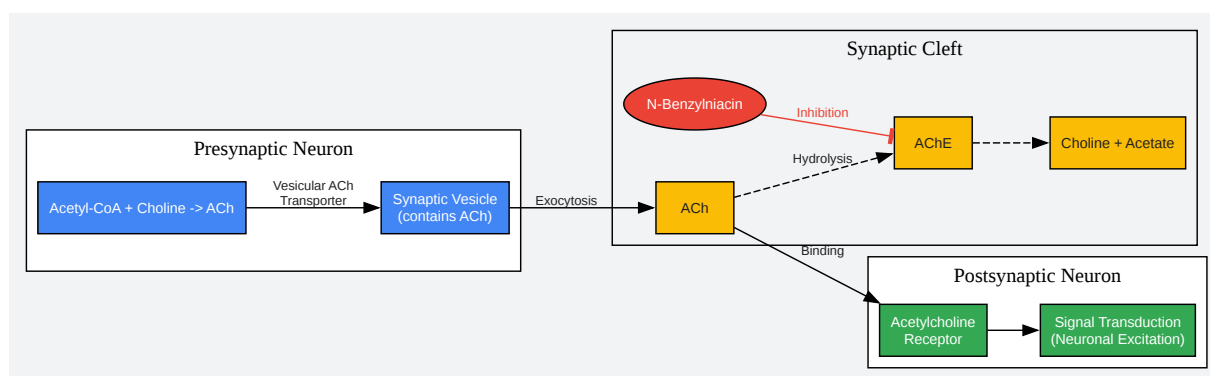 Synaptic Cleft
N-Benzylniacin
Inhibition
AChE
Choline + Acetate
Hydrolysis
Presynaptic Neuron
Acetyl-CoA + Choline -> ACh
Vesicular ACh
Transporter
Synaptic Vesicle
(contains ACh)
Exocytosis
ACh
Binding
Postsynaptic Neuron
Acetylcholine
Receptor
Signal Transduction
(Neuronal Excitation)